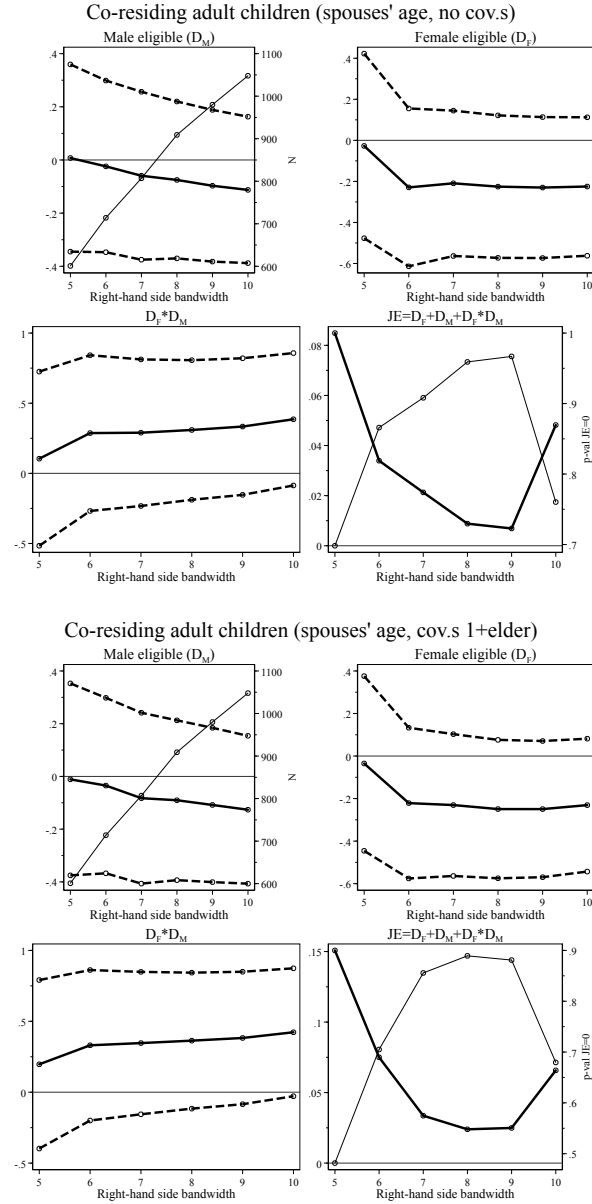 Co-residing adult children (spouses' age, no cov.s)
Male eligible (D_M)
.4
.2
0
-.2
-.4
1100
1000
900
800
700
600
N
5 6 7 8 9 10
Right-hand side bandwidth
Female eligible (D_F)
.4
.2
0
-.2
-.4
-.6
5 6 7 8 9 10
Right-hand side bandwidth
D_F*D_M
1
.5
0
-.5
5 6 7 8 9 10
Right-hand side bandwidth
JE=D_F+D_M+D_F*D_M
.08
.06
.04
.02
0
1
.9
.8
.7
p-val JE=0
5 6 7 8 9 10
Right-hand side bandwidth
Co-residing adult children (spouses' age, cov.s 1+elder)
Male eligible (D_M)
.4
.2
0
-.2
-.4
1100
1000
900
800
700
600
N
5 6 7 8 9 10
Right-hand side bandwidth
Female eligible (D_F)
.4
.2
0
-.2
-.4
-.6
5 6 7 8 9 10
Right-hand side bandwidth
D_F*D_M
1
.5
0
-.5
5 6 7 8 9 10
Right-hand side bandwidth
JE=D_F+D_M+D_F*D_M
.15
.1
.05
0
.9
.8
.7
.6
.5
p-val JE=0
5 6 7 8 9 10
Right-hand side bandwidth